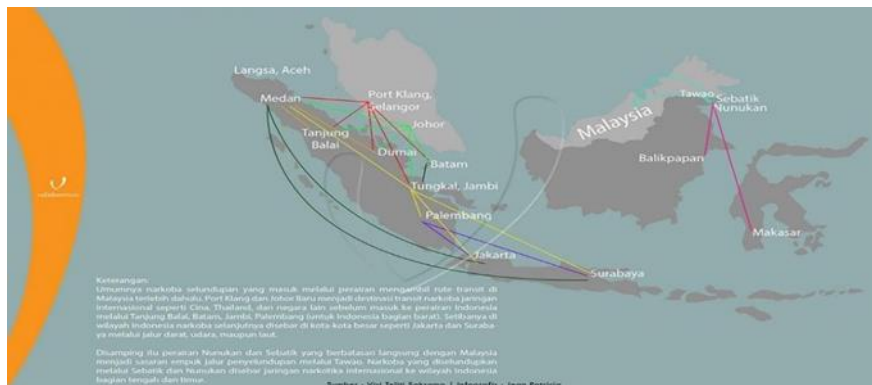 Langsa, Aceh
Medan
Port Klang,
Selangor
Tanjung
Balai
Dumai
Johor
Batam
Tungkal, Jambi
Palembang
Jakarta
Surabaya
Malaysia
Tawao
Sebatik
Nunukan
Balikpapan
Makasar
Keterangan:
Umumnya narkoba selundupan yang masuk melalui perairan mengambil rute transit di
Malaysia terlebih dahulu. Port Klang dan Johor Baru menjadi destinasi transit narkoba jaringan
internasional seperti Cina, Thailand, dan negara lain sebelum masuk ke perairan Indonesia
melalui Tanjung Balai, Batam, Jambi, Palembang (untuk Indonesia bagian barat). Setibanya di
wilayah Indonesia narkoba selanjutnya disebar di kota-kota besar seperti Jakarta dan Suraba-
ya melalui jalur darat, udara, maupun laut.
Disamping itu perairan Nunukan dan Sebatik yang berbatasan langsung dengan Malaysia
menjadi sasaran empuk jalur penyelundupan melalui Tawao. Narkoba yang diselundupkan
melalui Sebatik dan Nunukan disebar jaringan narkotika internasional ke wilayah Indonesia
bagian tengah dan timur.